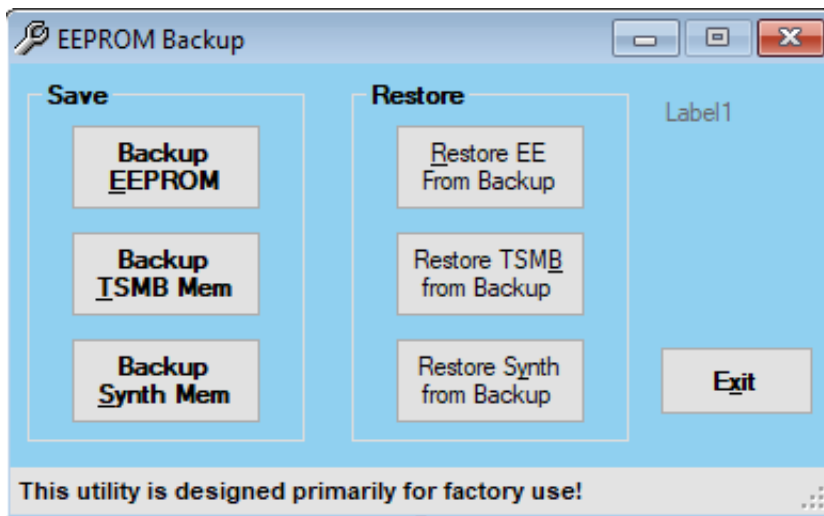 EEPROM Backup
Save
Backup
EEPROM
Backup
TSMB Mem
Backup
Synth Mem
Restore
Restore EE
From Backup
Restore TSMB
from Backup
Restore Synth
from Backup
Label1
Exit
This utility is designed primarily for factory use!